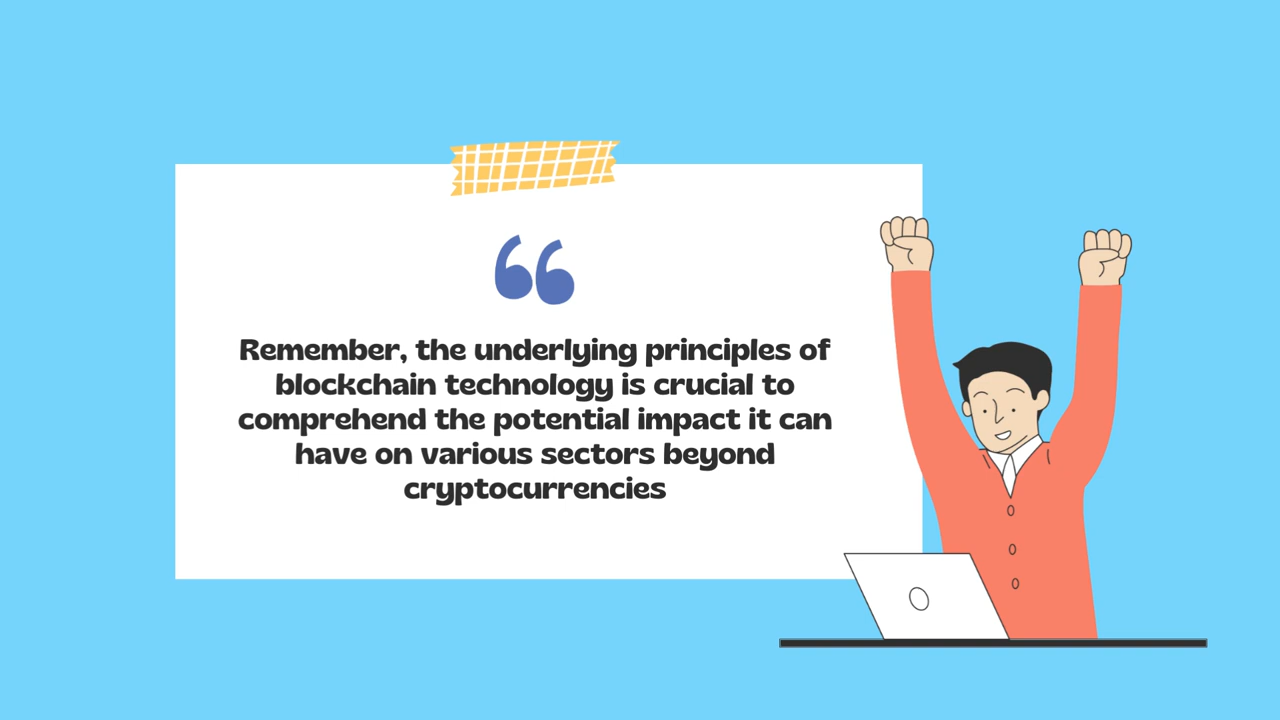 “
Remember, the underlying principles of
blockchain technology is crucial to
comprehend the potential impact it can
have on various sectors beyond
cryptocurrencies